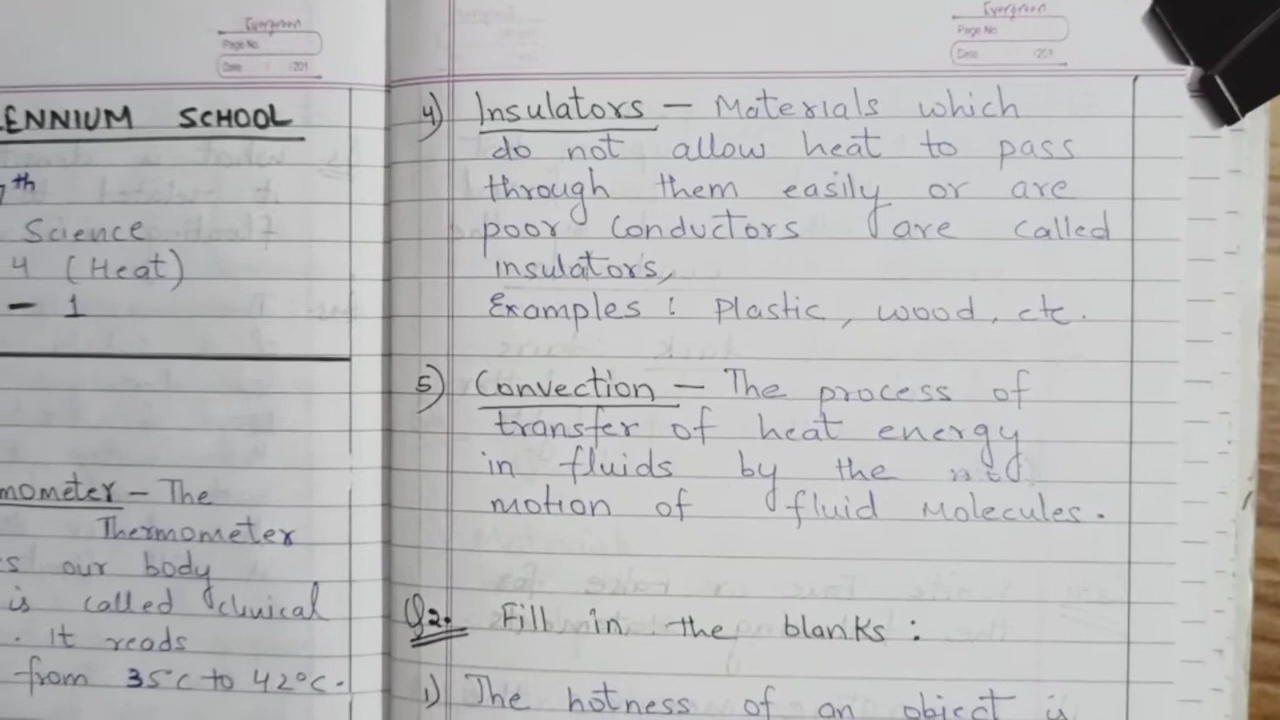 Evergreen
Page No.
Date : :201
ENNIUM SCHOOL
7th
Science
4 (Heat)
- 1
mometer - The
Thermometer
s our body
is called clinical
. It reads
from 35°C to 42°C.
Evergreen
Page No.
Date :201
4) Insulators - Materials which
do not allow heat to pass
through them easily or are
poor conductors are called
insulators,
Examples : Plastic, wood, etc.
5) Convection - The process of
transfer of heat energy
in fluids by the
motion of fluid molecules.
Q2. Fill in the blanks :
1) The hotness of an object is